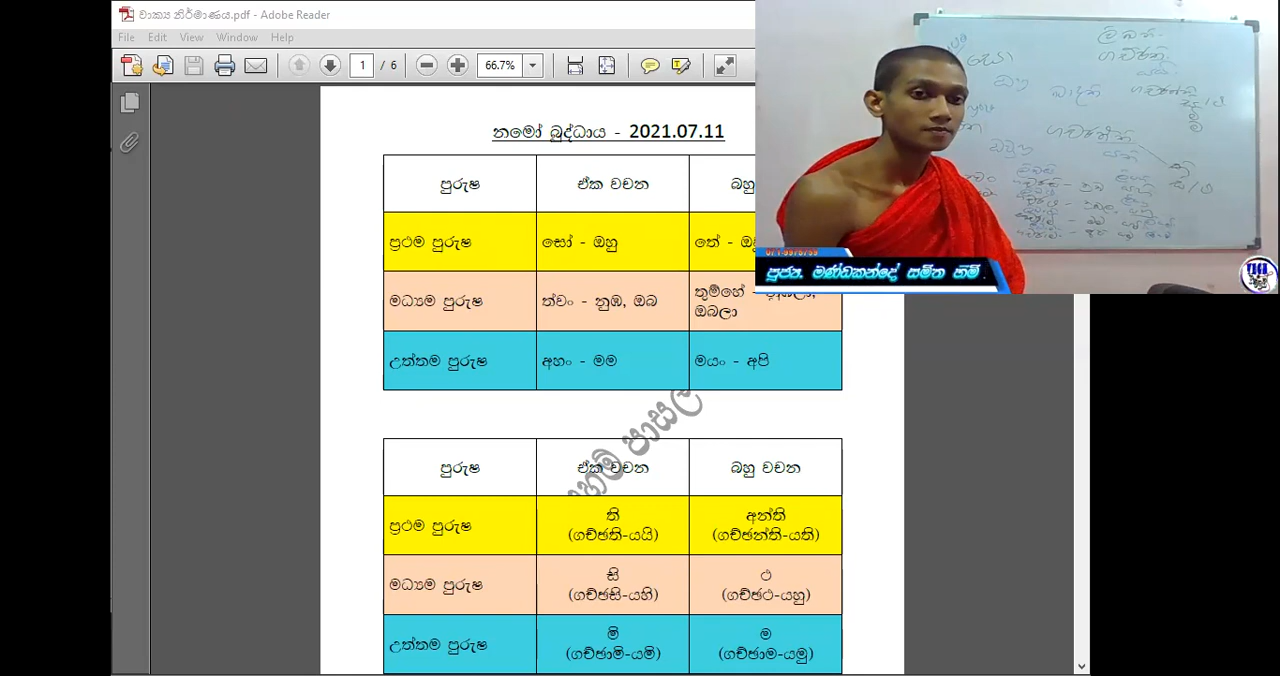 වාක්‍ය නිර්මාණය.pdf - Adobe Reader
File Edit View Window Help
1 / 6 66.7%
නමෝ බුද්ධාය - 2021.07.11
පුරුෂ ඒක වචන බහු
ප්‍රථම පුරුෂ සෝ - ඔහු තේ -
මධ්‍යම පුරුෂ ත්වං - නුඹ, ඔබ තුම්හේ -
ඔබලා
උත්තම පුරුෂ අහං - මම මයං - අපි
පුරුෂ ඒක වචන බහු වචන
ප්‍රථම පුරුෂ ති අන්ති
(ගච්ඡති-යයි) (ගච්ඡන්ති-යති)
මධ්‍යම පුරුෂ සි ථ
(ගච්ඡසි-යහි) (ගච්ඡථ-යහු)
උත්තම පුරුෂ මි ම
(ගච්ඡාමි-යමි) (ගච්ඡාම-යමු)
පාසල
පූජ්‍ය. මණ්ඩකන්දේ සමිත හිමි.